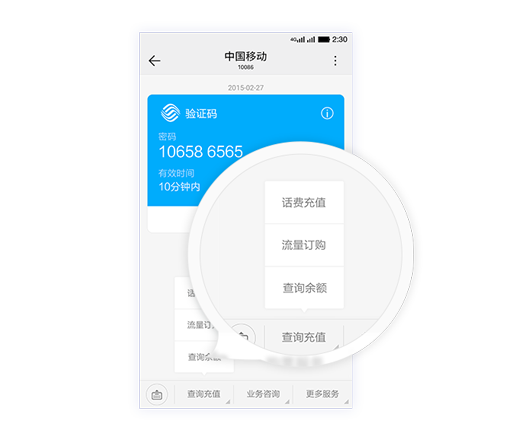 4G 2:30
中国移动
10086
2015-02-27
验证码
密码
10658 6565
有效时间
10分钟内
话费充值
流量订购
查询余额
查询充值
流量订
查询余额
查询充值 业务咨询 更多服务